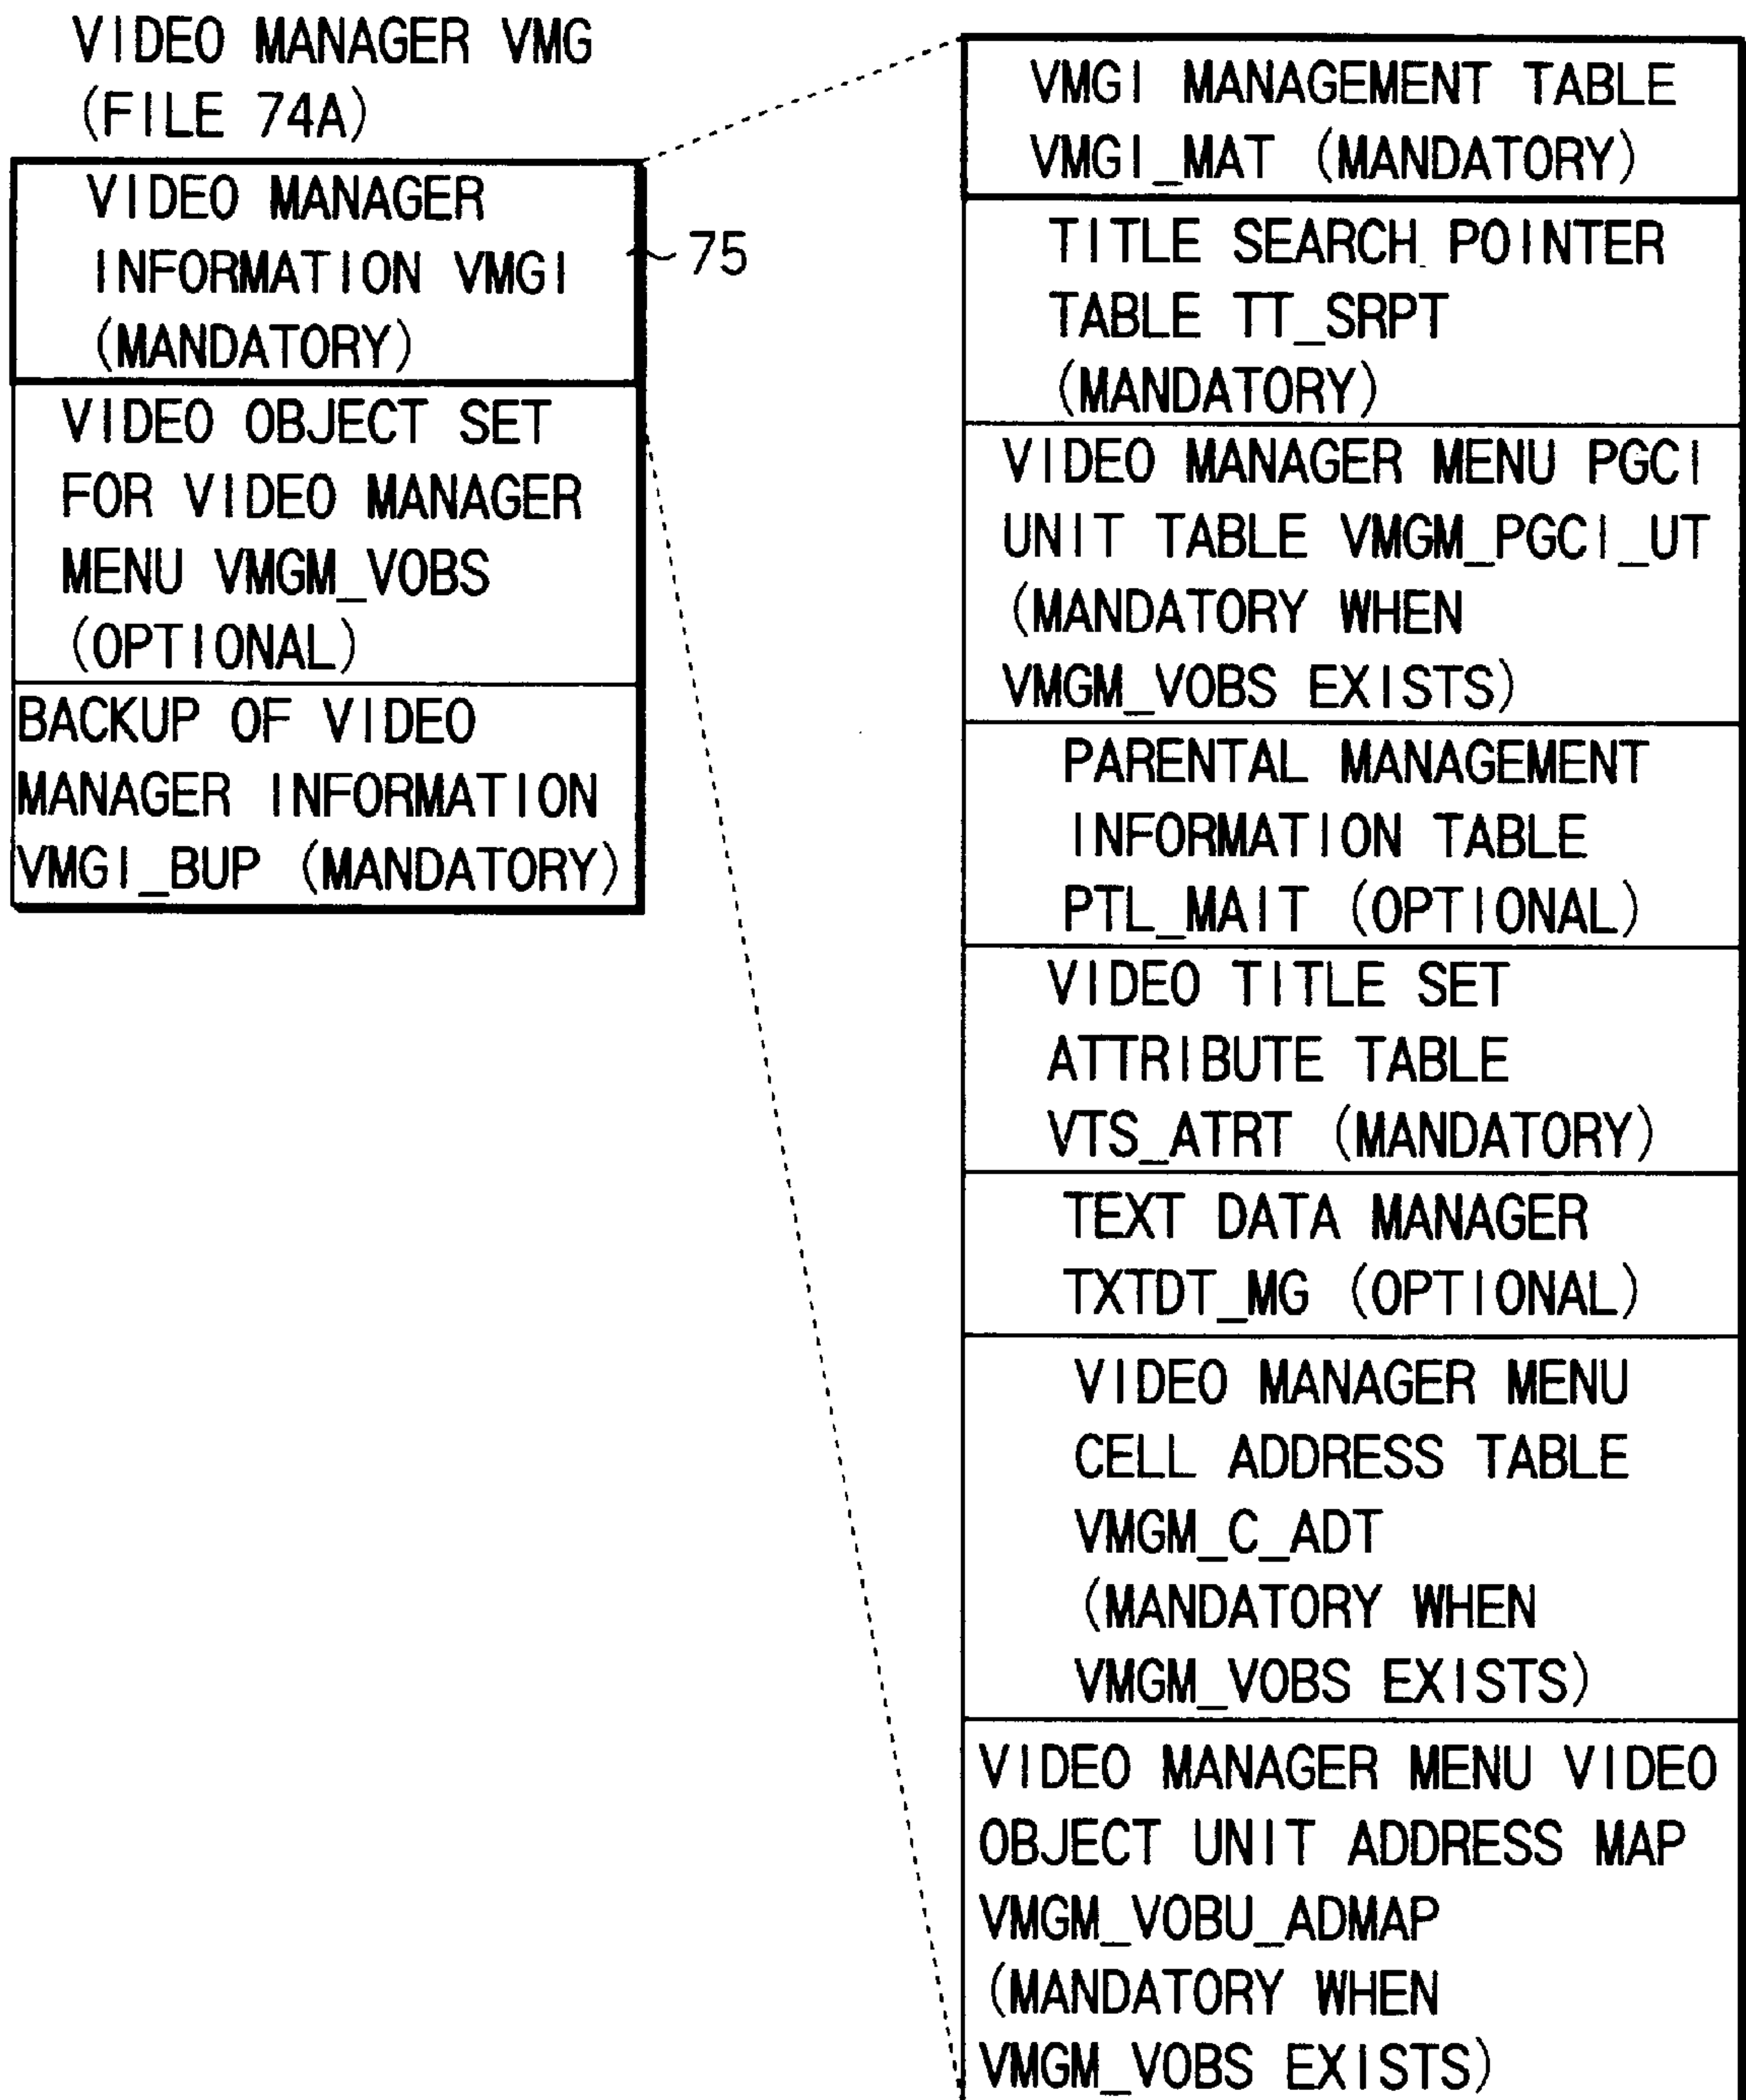 VIDEO MANAGER VMG
(FILE 74A)
VIDEO MANAGER
INFORMATION VMGI
(MANDATORY)
75
VIDEO OBJECT SET
FOR VIDEO MANAGER
MENU VMGM_VOBS
(OPTIONAL)
BACKUP OF VIDEO
MANAGER INFORMATION
VMGI_BUP (MANDATORY)
VMGI MANAGEMENT TABLE
VMGI_MAT (MANDATORY)
TITLE SEARCH POINTER
TABLE TT_SRPT
(MANDATORY)
VIDEO MANAGER MENU PGCI
UNIT TABLE VMGM_PGCI_UT
(MANDATORY WHEN
VMGM_VOBS EXISTS)
PARENTAL MANAGEMENT
INFORMATION TABLE
PTL_MAIT (OPTIONAL)
VIDEO TITLE SET
ATTRIBUTE TABLE
VTS_ATRT (MANDATORY)
TEXT DATA MANAGER
TXTDT_MG (OPTIONAL)
VIDEO MANAGER MENU
CELL ADDRESS TABLE
VMGM_C_ADT
(MANDATORY WHEN
VMGM_VOBS EXISTS)
VIDEO MANAGER MENU VIDEO
OBJECT UNIT ADDRESS MAP
VMGM_VOBU_ADMAP
(MANDATORY WHEN
VMGM_VOBS EXISTS)